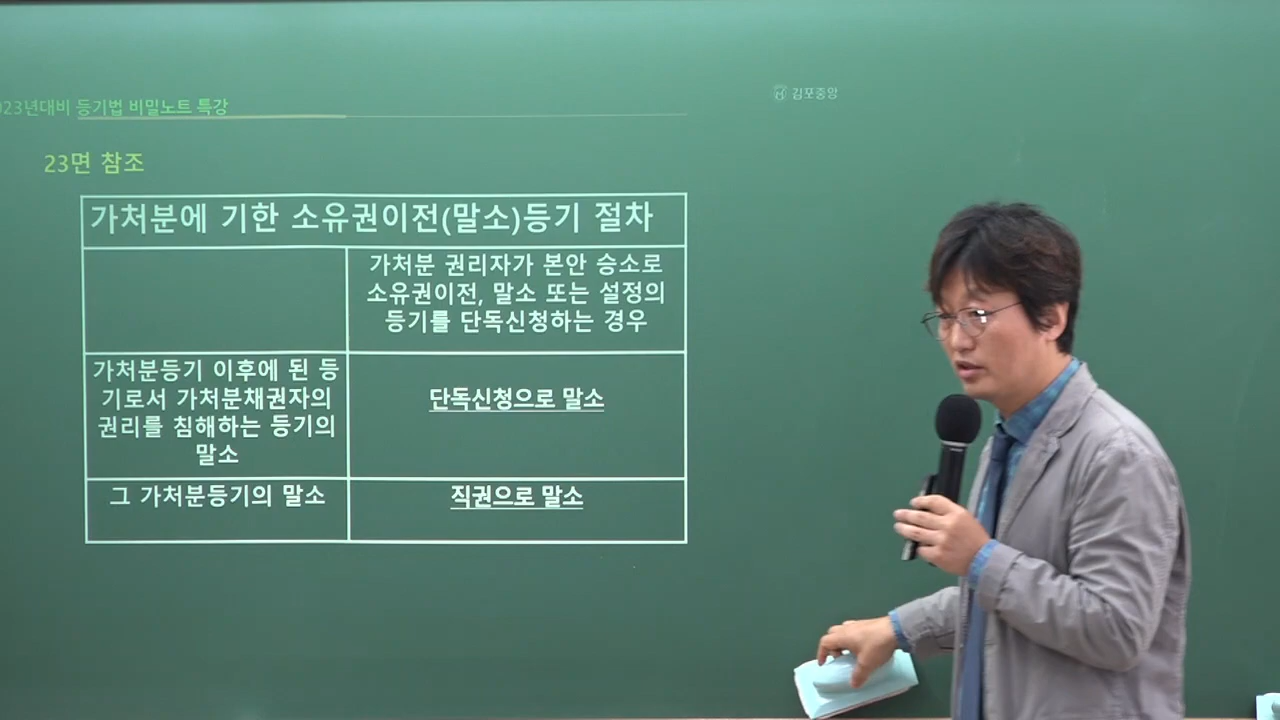 023년대비 등기법 비밀노트 특강
김포중앙
23면 참조
가처분에 기한 소유권이전(말소)등기 절차
가처분 권리자가 본안 승소로
소유권이전, 말소 또는 설정의
등기를 단독신청하는 경우
가처분등기 이후에 된 등
기로서 가처분채권자의
권리를 침해하는 등기의
말소
단독신청으로 말소
그 가처분등기의 말소
직권으로 말소